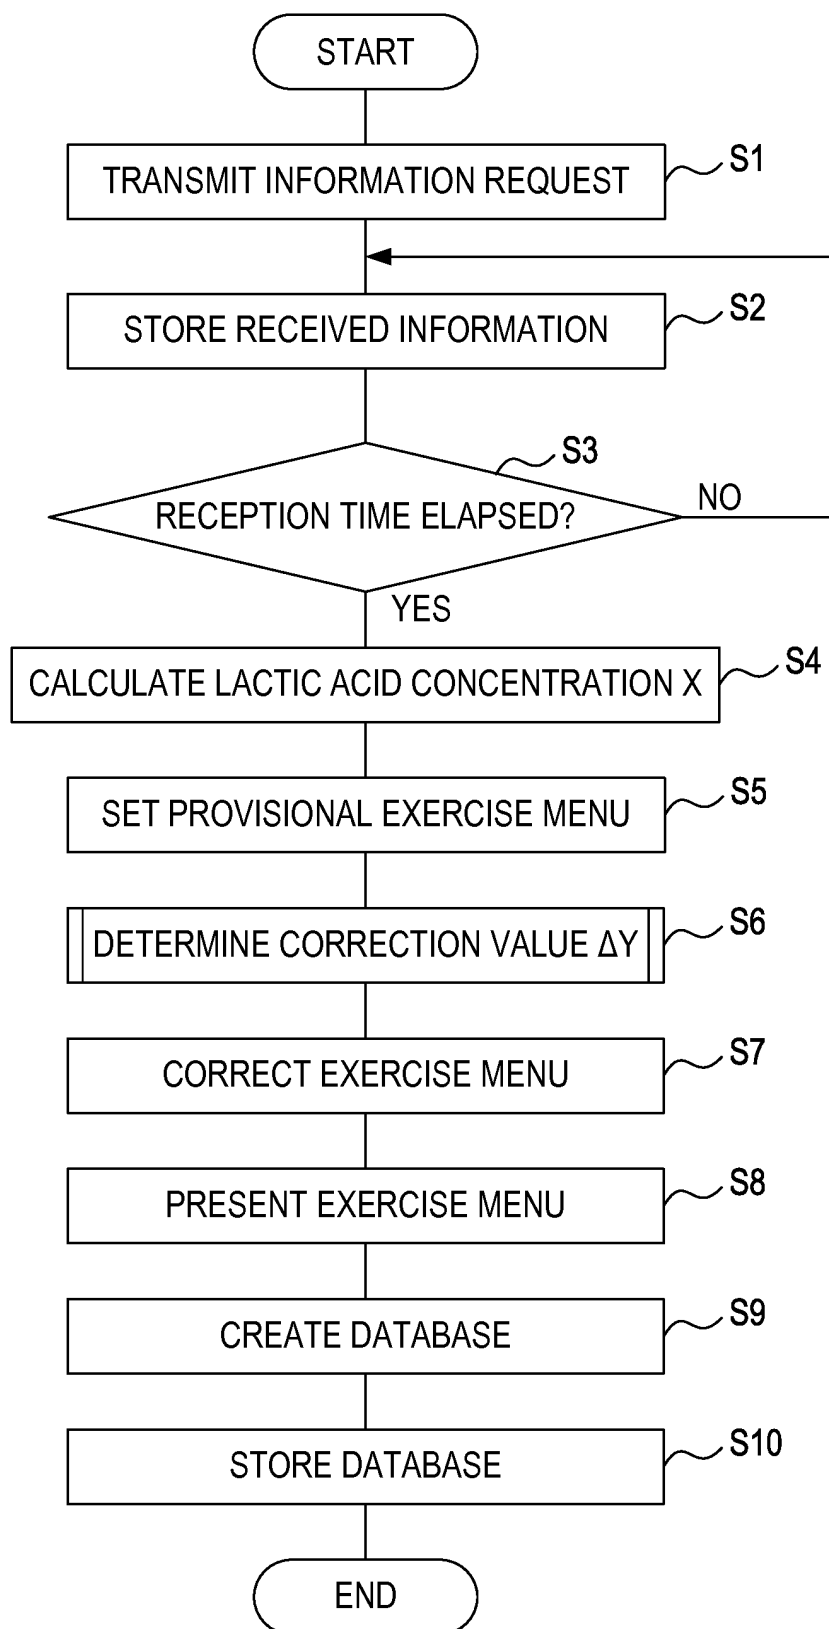 START
TRANSMIT INFORMATION REQUEST
S1
STORE RECEIVED INFORMATION
S2
S3
RECEPTION TIME ELAPSED?
NO
YES
CALCULATE LACTIC ACID CONCENTRATION X
S4
SET PROVISIONAL EXERCISE MENU
S5
DETERMINE CORRECTION VALUE ΔY
S6
CORRECT EXERCISE MENU
S7
PRESENT EXERCISE MENU
S8
CREATE DATABASE
S9
STORE DATABASE
S10
END